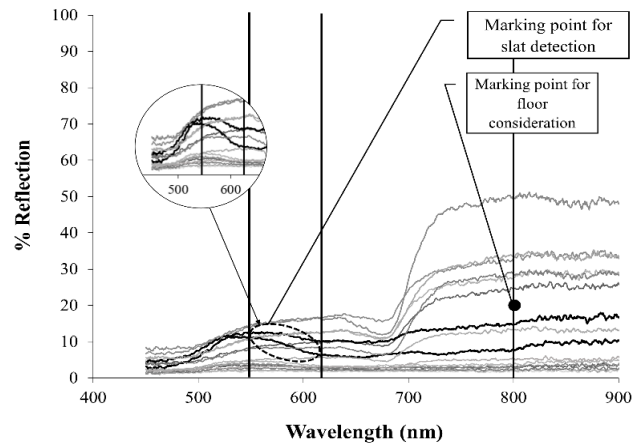 100
90
80
70
60
50
40
30
20
10
0
% Reflection
400
500
600
700
800
900
Wavelength (nm)
500
600
Marking point for
slat detection
Marking point for
floor
consideration